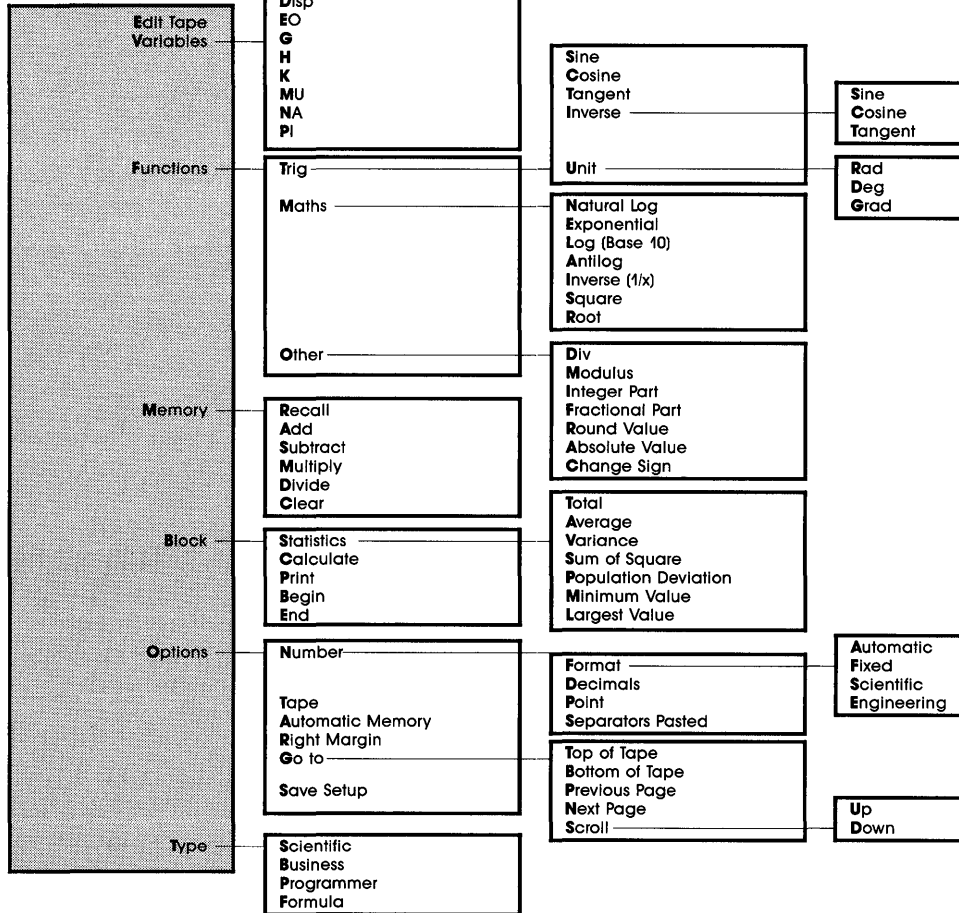 Disp
Edit Tape
EO
Variables
G
H
K
MU
NA
PI
Sine
Cosine
Tangent
Inverse
Unit
Sine
Cosine
Tangent
Rad
Deg
Grad
Functions
Trig
Maths
Other
Natural Log
Exponential
Log (Base 10)
Antilog
Inverse (1/x)
Square
Root
Div
Modulus
Integer Part
Fractional Part
Round Value
Absolute Value
Change Sign
Memory
Recall
Add
Subtract
Multiply
Divide
Clear
Block
Statistics
Calculate
Print
Begin
End
Total
Average
Variance
Sum of Square
Population Deviation
Minimum Value
Largest Value
Options
Number
Tape
Automatic Memory
Right Margin
Go to
Save Setup
Format
Decimals
Point
Separators Pasted
Automatic
Fixed
Scientific
Engineering
Top of Tape
Bottom of Tape
Previous Page
Next Page
Scroll
Up
Down
Type
Scientific
Business
Programmer
Formula